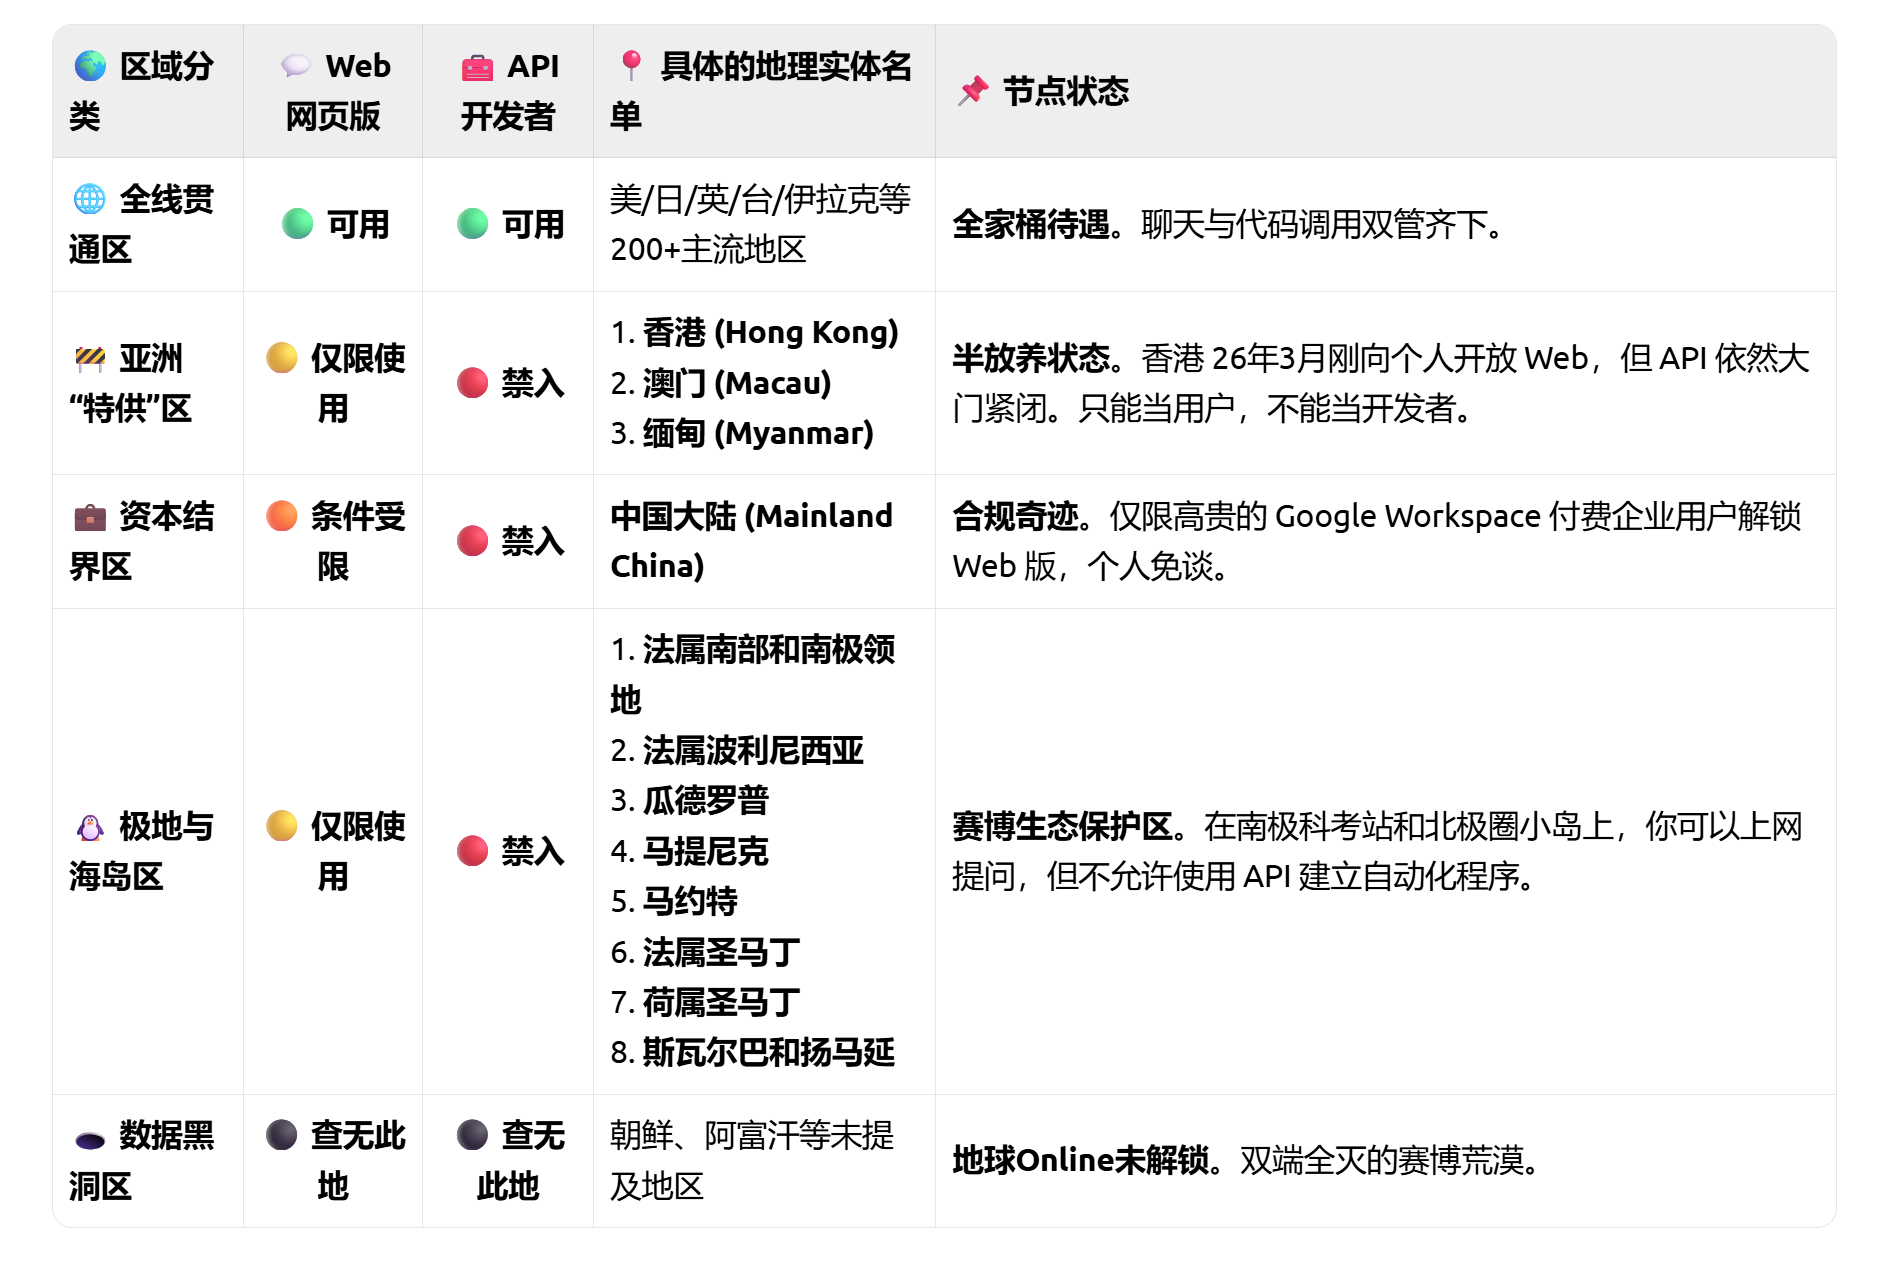 🌍 区域分类
💬 Web 网页版
🧰 API 开发者
📍 具体的地理实体名单
📌 节点状态
🌐 全线贯通区
🟢 可用
🟢 可用
美/日/英/台/伊拉克等
200+主流地区
全家桶待遇。聊天与代码调用双管齐下。
🚧 亚洲
“特供”区
🟡 仅限使用
🔴 禁入
1. 香港 (Hong Kong)
2. 澳门 (Macau)
3. 缅甸 (Myanmar)
半放养状态。香港 26年3月刚向个人开放 Web，但 API 依然大
门紧闭。只能当用户，不能当开发者。
💼 资本结界区
🟠 条件受限
🔴 禁入
中国大陆 (Mainland
China)
合规奇迹。仅限高贵的 Google Workspace 付费企业用户解锁
Web 版，个人免谈。
🐧 极地与海岛区
🟡 仅限使用
🔴 禁入
1. 法属南部和南极领
地
2. 法属波利尼西亚
3. 瓜德罗普
4. 马提尼克
5. 马约特
6. 法属圣马丁
7. 荷属圣马丁
8. 斯瓦尔巴和扬马延
赛博生态保护区。在南极科考站和北极圈小岛上，你可以上网
提问，但不允许使用 API 建立自动化程序。
🕳️ 数据黑洞区
⚫ 查无此地
⚫ 查无此地
朝鲜、阿富汗等未提
及地区
地球Online未解锁。双端全灭的赛博荒漠。